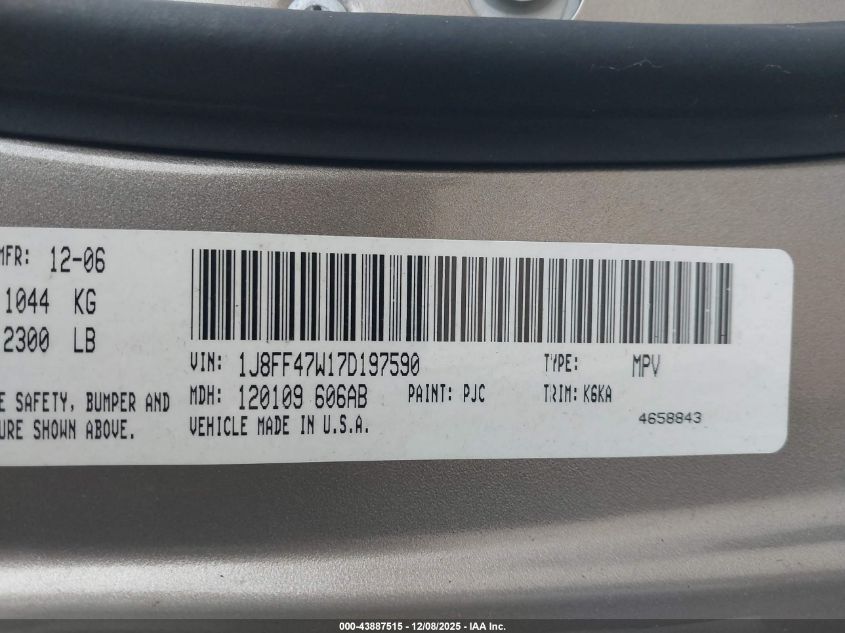 MFR: 12-06
1044 KG
2300 LB
VIN: 1J8FF47W17D197590 TYPE: MPV
E SAFETY, BUMPER AND MDH: 120109 606AB PAINT: PJC TRIM: K6KA
URE SHOWN ABOVE. VEHICLE MADE IN U.S.A. 4658843
000-43887515 - 12/08/2025 - IAA Inc.